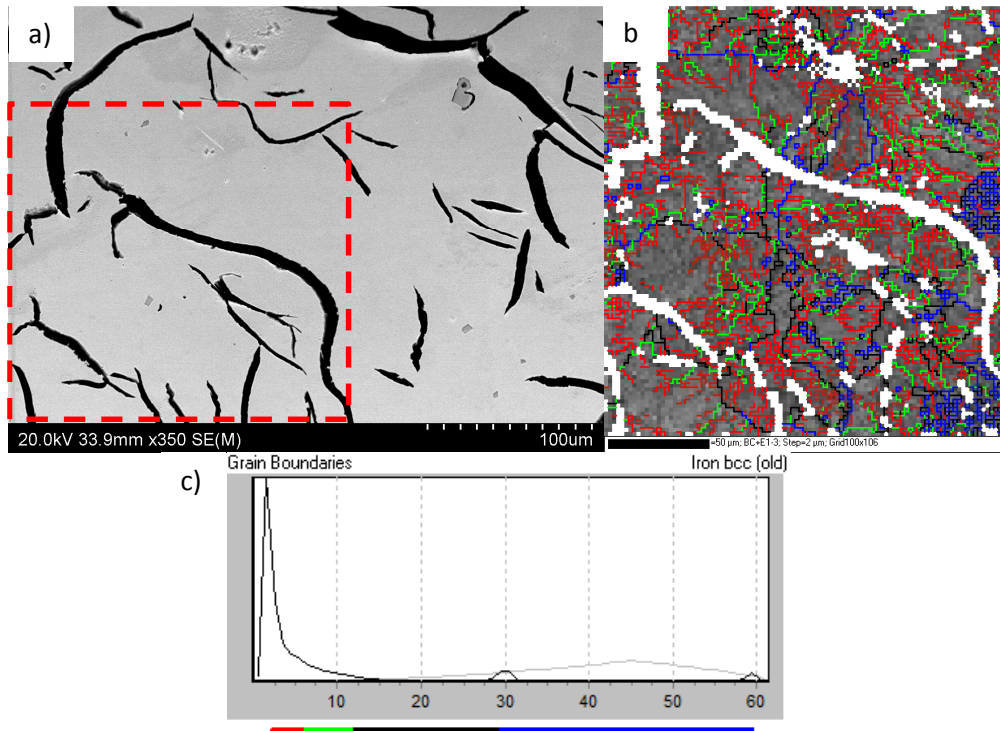 a)
b
20.0kV 33.9mm x350 SE(M)
100um
=50 µm; BC+E1-3; Step=2 µm; Grid100x106
c)
Grain Boundaries
Iron bcc (old)
10
20
30
40
50
60